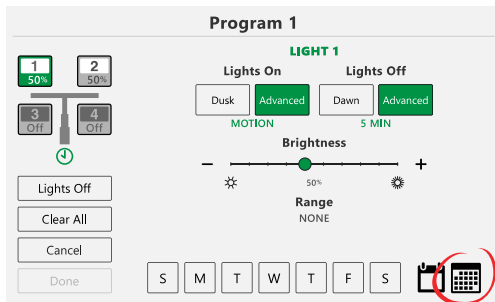 Program 1
1
50%
2
50%
3
Off
4
Off
Lights Off
Clear All
Cancel
Done
LIGHT 1
Lights On
Lights Off
Dusk
Advanced
Dawn
Advanced
MOTION
5 MIN
Brightness
- +
50%
Range
NONE
S M T W T F S